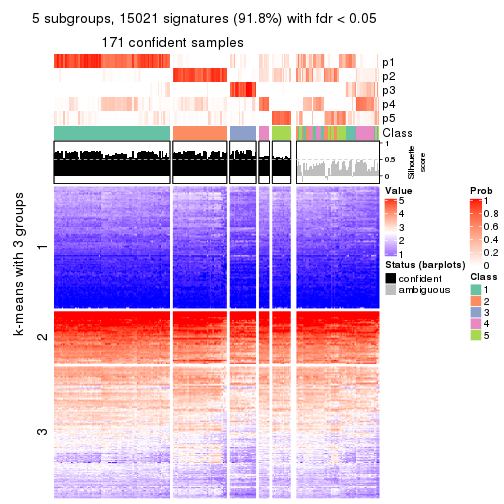 5 subgroups, 15021 signatures (91.8%) with fdr < 0.05
171 confident samples
p1
p2
p3
p4
p5
Class
1
0.5
0
Silhouette
score
k-means with 3 groups
1
2
3
Value
5
4
3
2
1
Status (barplots)
confident
ambiguous
Prob
1
0.8
0.6
0.4
0.2
0
Class
1
2
3
4
5